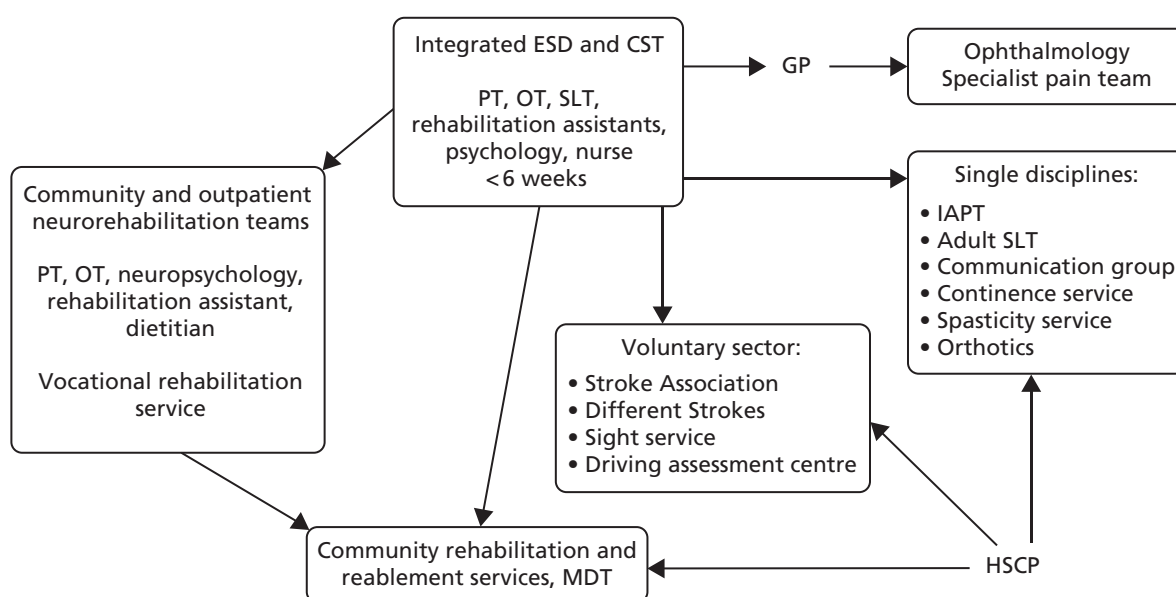 Integrated ESD and CST
PT, OT, SLT,
rehabilitation assistants,
psychology, nurse
<6 weeks
GP
Ophthalmology
Specialist pain team
Community and outpatient
neurorehabilitation teams
PT, OT, neuropsychology,
rehabilitation assistant,
dietitian
Vocational rehabilitation
service
Single disciplines:
• IAPT
• Adult SLT
• Communication group
• Continence service
• Spasticity service
• Orthotics
Voluntary sector:
• Stroke Association
• Different Strokes
• Sight service
• Driving assessment centre
Community rehabilitation and
reablement services, MDT
HSCP